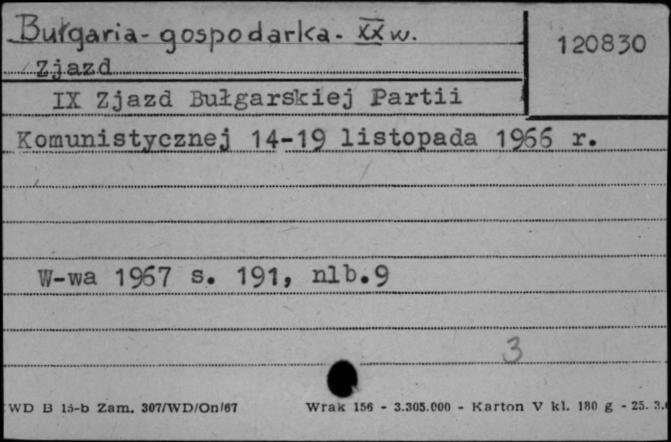 Bułgaria - gospodarka - XX w.
120830
Zjazd
IX Zjazd Bułgarskiej Partii
Komunistycznej 14-19 listopada 1966 r.
W-wa 1967 s. 191, nlb.9
3
WD B 15-b Zam. 307/WD/On/67 Wrak 156 - 3.305.000 - Karton V kl. 180 g - 25. 3.